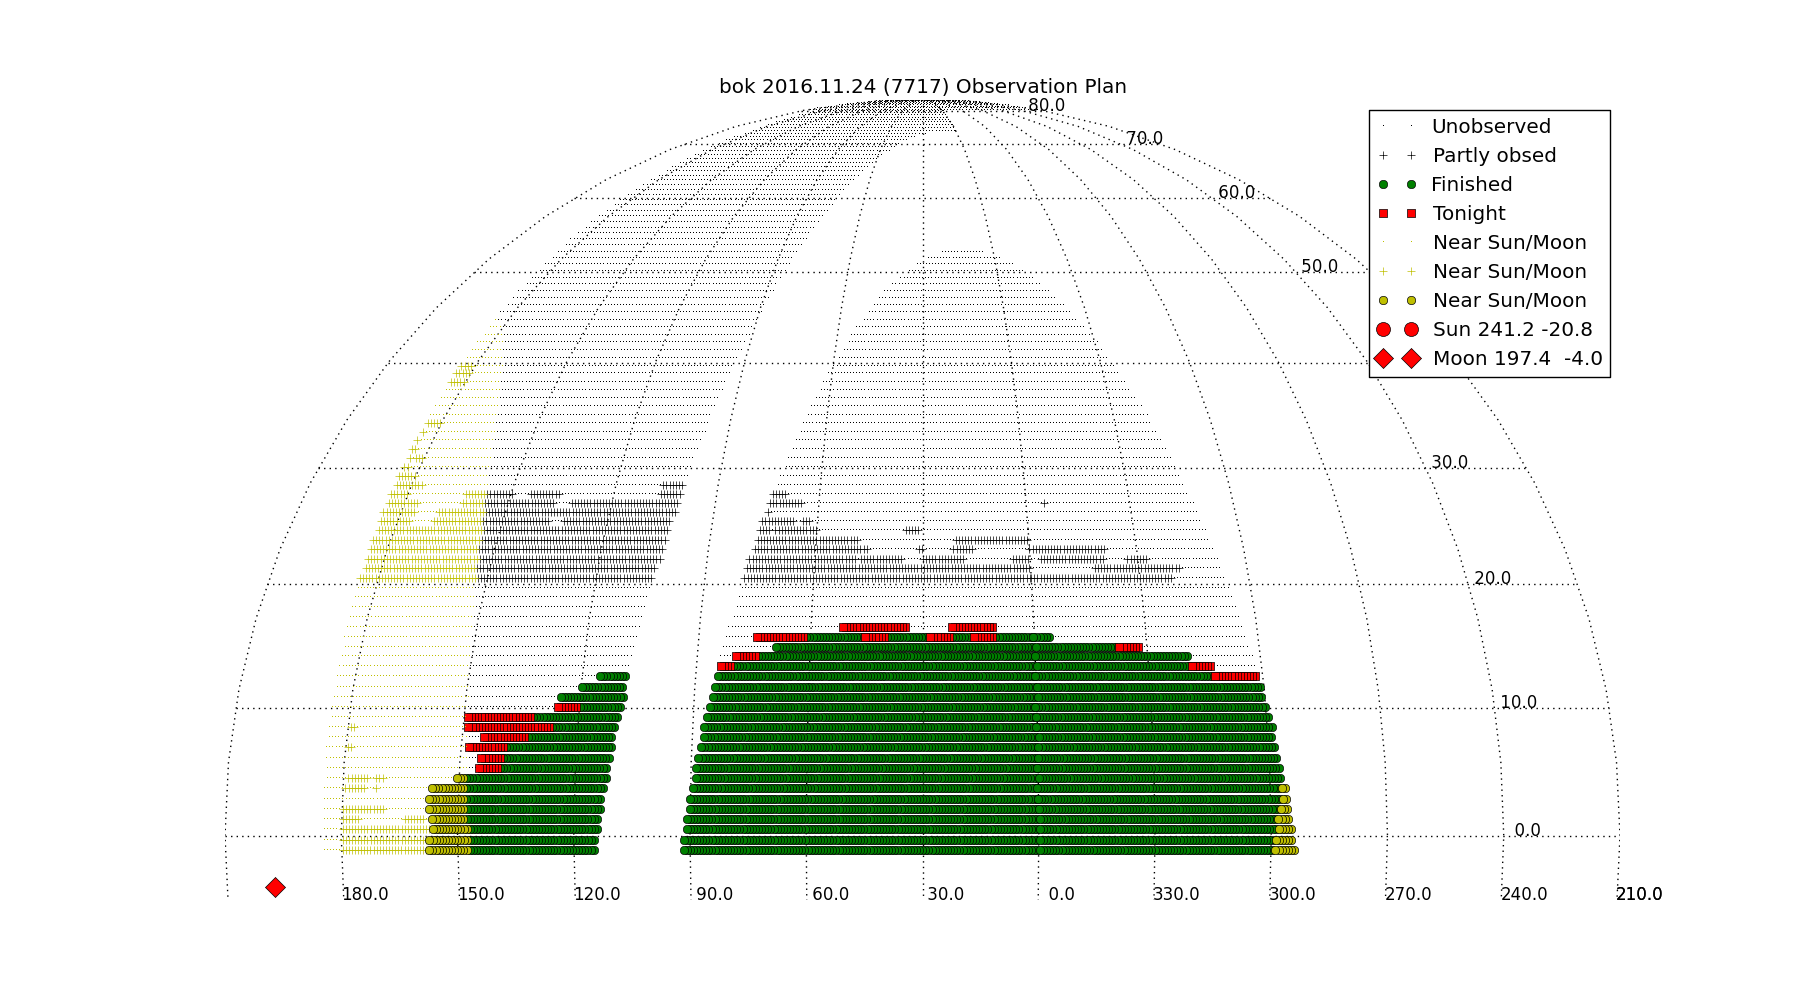 bok 2016.11.24 (7717) Observation Plan
80.0
70.0
60.0
50.0
30.0
20.0
10.0
0.0
Unobserved
Partly obsed
Finished
Tonight
Near Sun/Moon
Near Sun/Moon
Near Sun/Moon
Sun 241.2 -20.8
Moon 197.4 -4.0
180.0 150.0 120.0 90.0 60.0 30.0 0.0 330.0 300.0 270.0 240.0 210.0